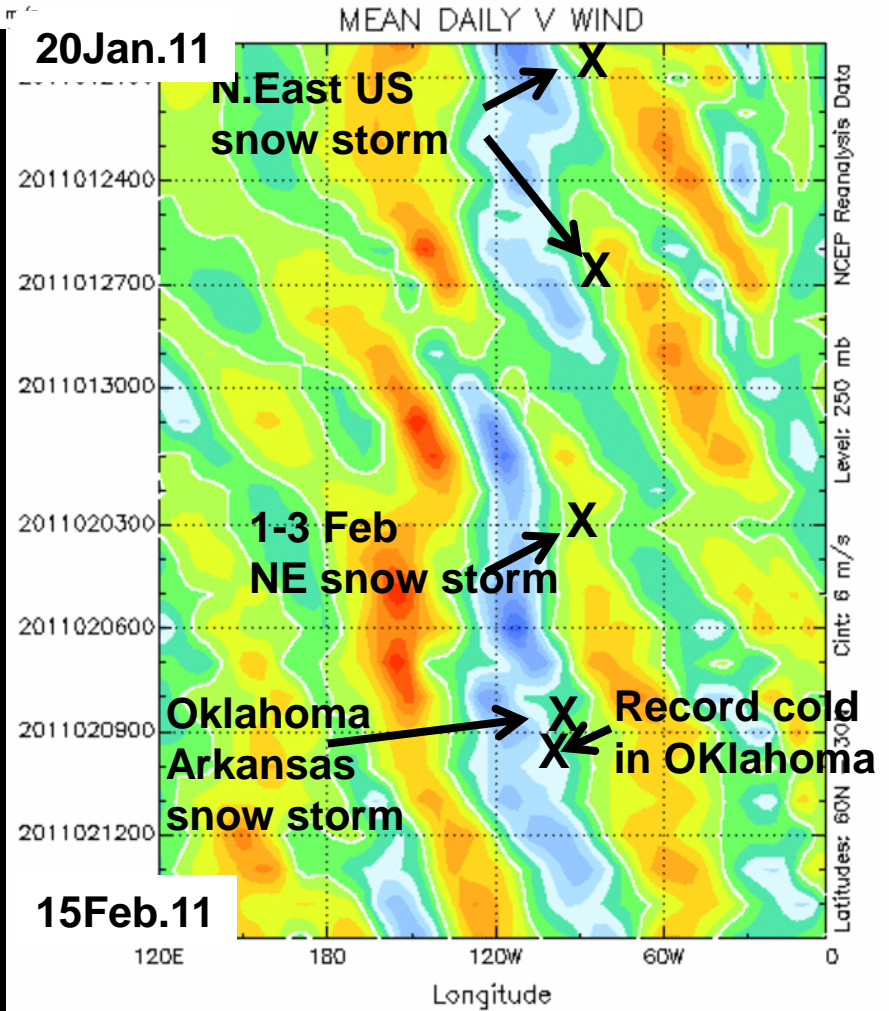 MEAN DAILY V WIND
20Jan.11
N.East US
snow storm
X
X
2011012400
2011012700
2011013000
1-3 Feb
NE snow storm
X
2011020300
2011020600
Oklahoma
Arkansas
snow storm
X
X
Record cold
in OKlahoma
2011020900
2011021200
15Feb.11
120E 180 120W 60W 0
Longitude
NCEP Reanalysis Data
Level: 250 mb
Cint: 6 m/s
Latitudes: 60N